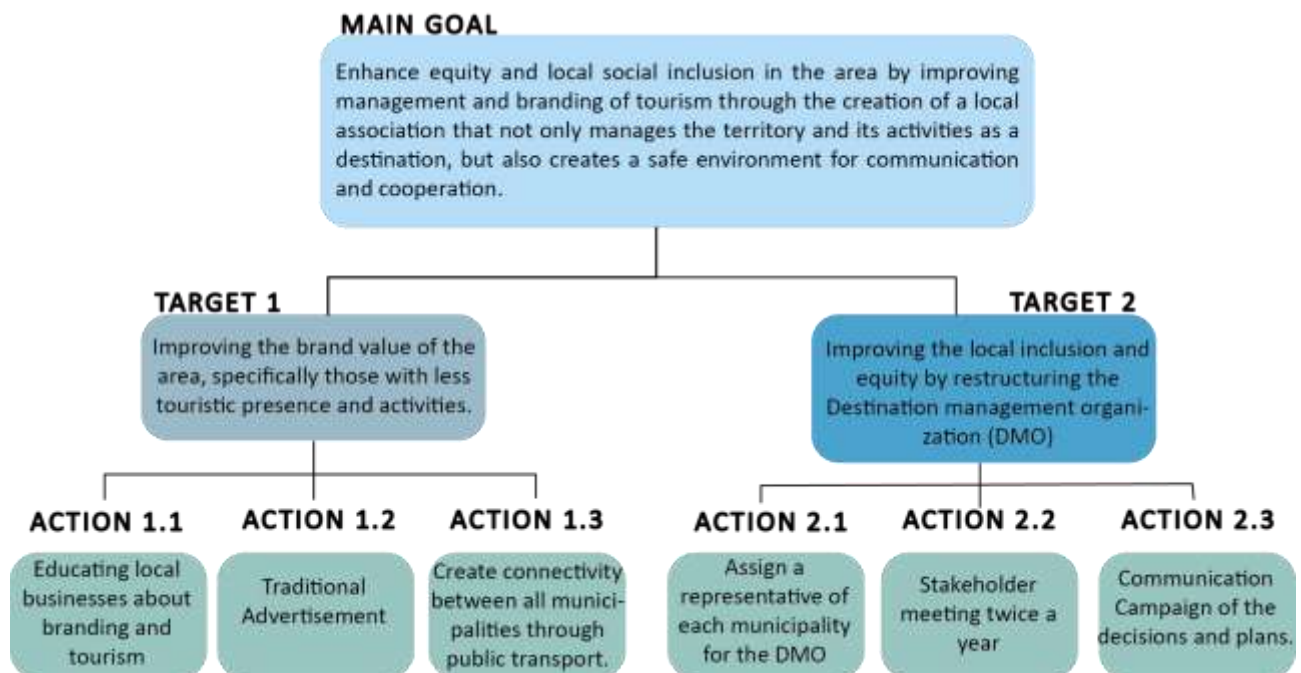 MAIN GOAL
Enhance equity and local social inclusion in the area by improving
management and branding of tourism through the creation of a local
association that not only manages the territory and its activities as a
destination, but also creates a safe environment for communication
and cooperation.
TARGET 1
Improving the brand value of the
area, specifically those with less
touristic presence and activities.
TARGET 2
Improving the local inclusion and
equity by restructuring the
Destination management organi-
zation (DMO)
ACTION 1.1
Educating local
businesses about
branding and
tourism
ACTION 1.2
Traditional
Advertisement
ACTION 1.3
Create connectivity
between all munici-
palities through
public transport.
ACTION 2.1
Assign a
representative of
each municipality
for the DMO
ACTION 2.2
Stakeholder
meeting twice a
year
ACTION 2.3
Communication
Campaign of the
decisions and plans.